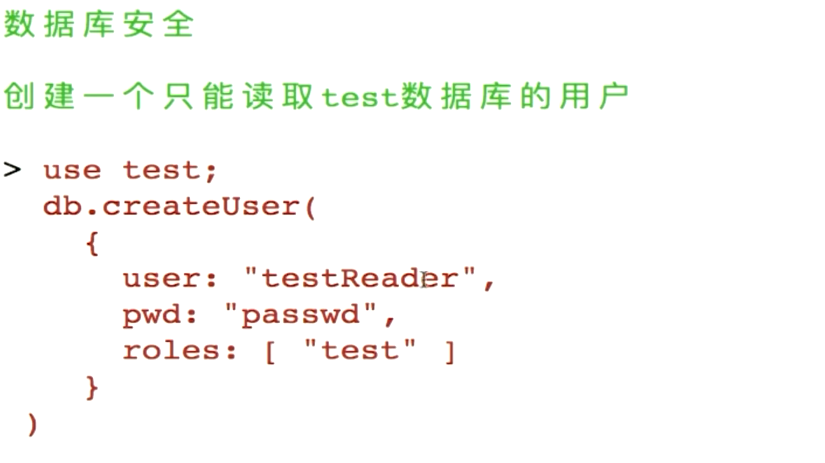 数据库安全
创建一个只能读取test数据库的用户
> use test;
db.createUser(
{
user: "testReader",
pwd: "passwd",
roles: [ "test" ]
}
)